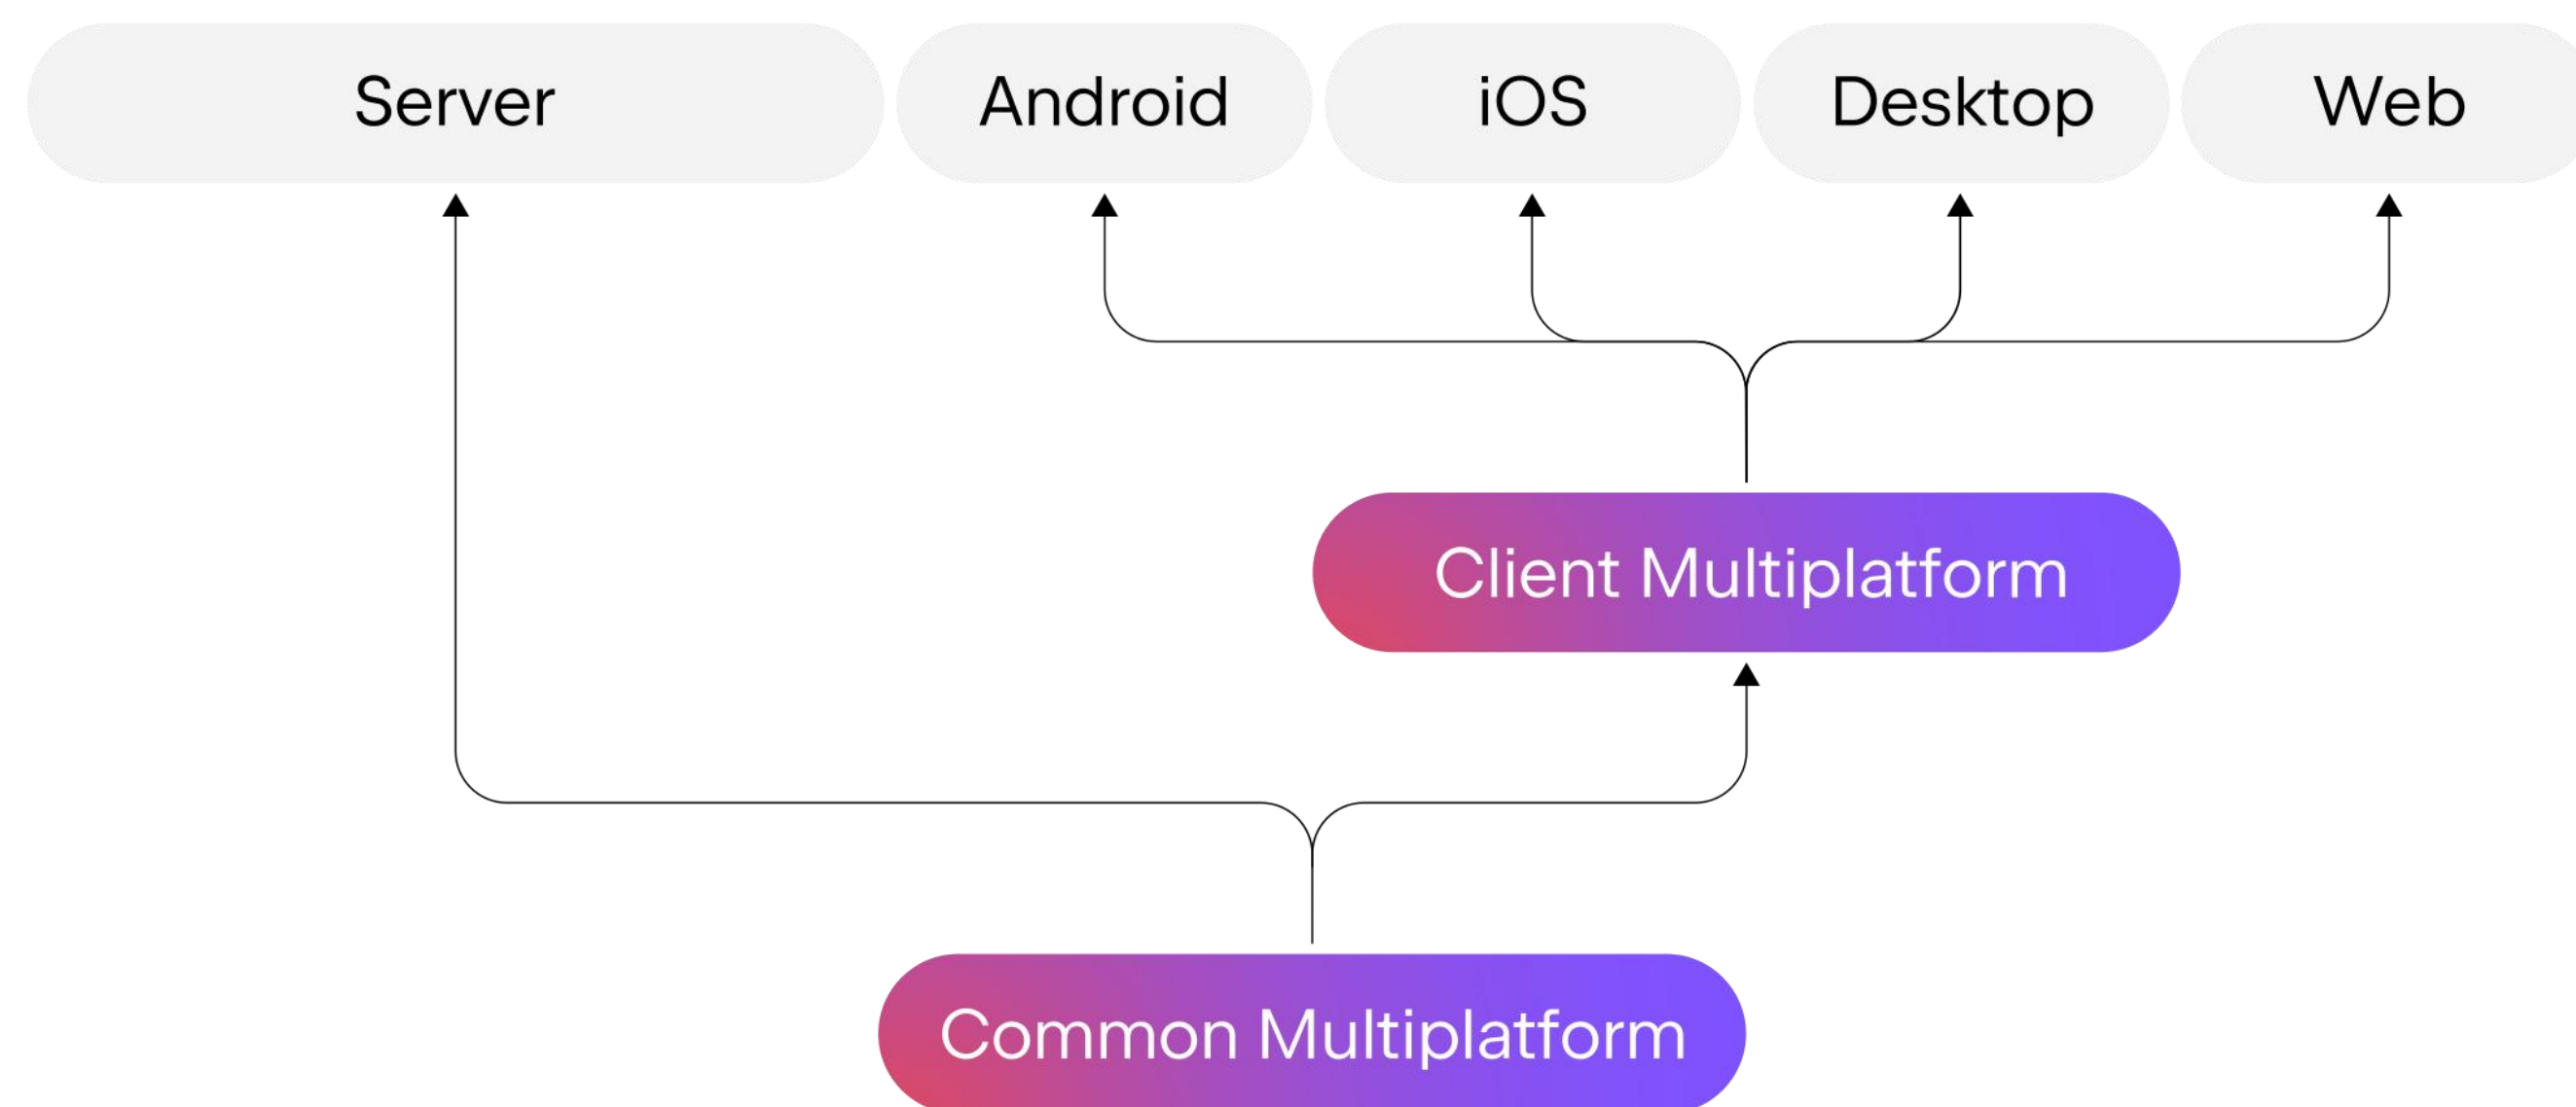 Server
Android
iOS
Desktop
Web
Client Multiplatform
Common Multiplatform